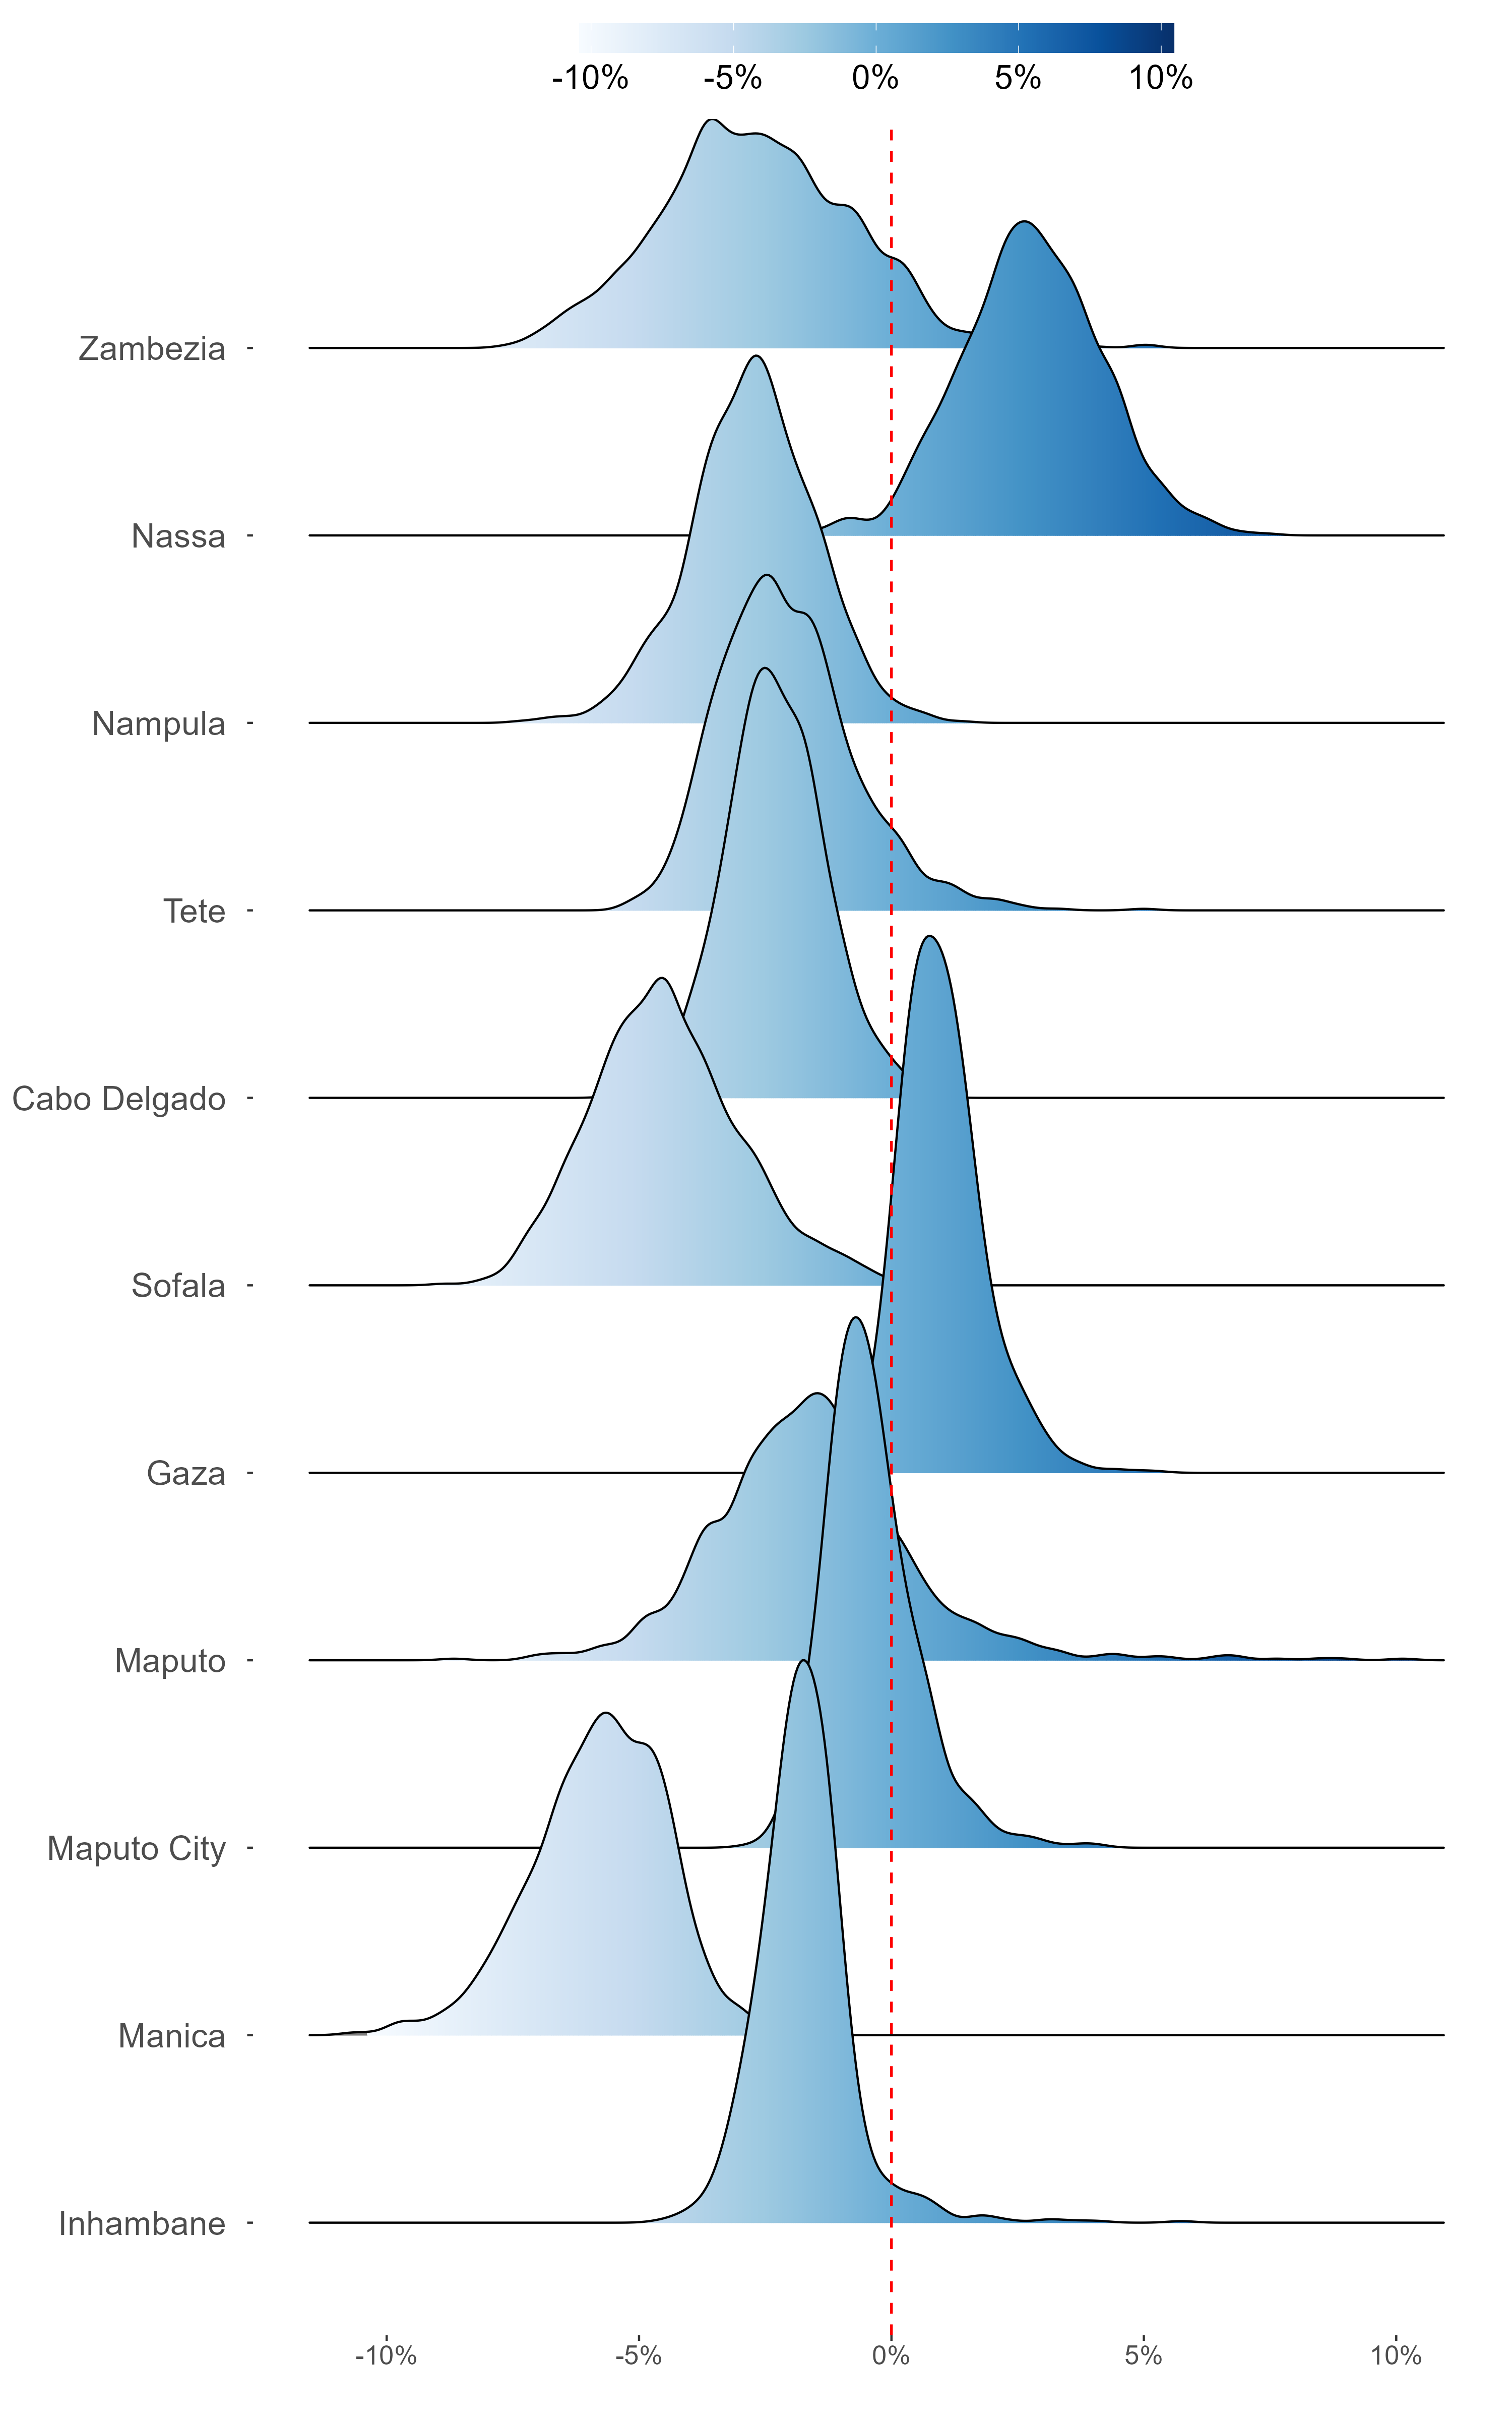 -10% -5% 0% 5% 10%
Zambezia
Nassa
Nampula
Tete
Cabo Delgado
Sofala
Gaza
Maputo
Maputo City
Manica
Inhambane
-10% -5% 0% 5% 10%